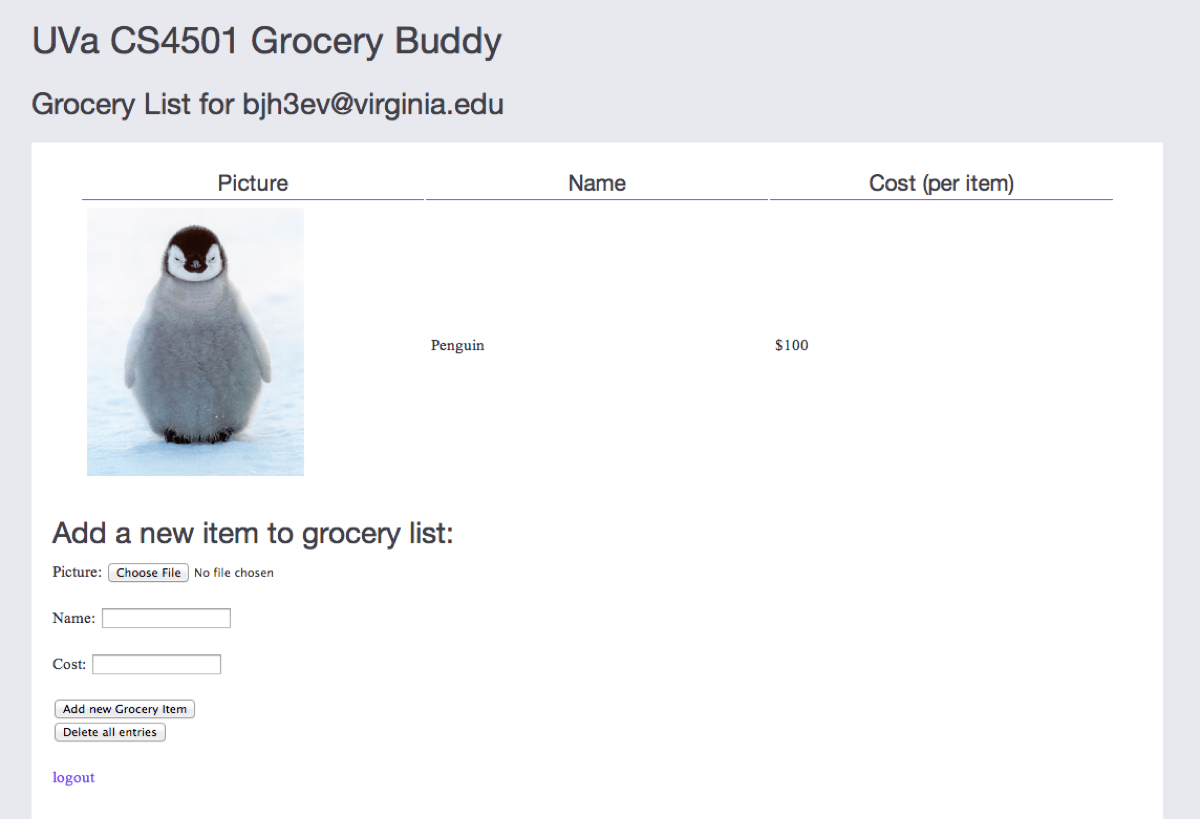 UVa CS4501 Grocery Buddy
Grocery List for bjh3ev@virginia.edu
Picture Name Cost (per item)
Penguin $100
Add a new item to grocery list:
Picture: Choose File No file chosen
Name:
Cost:
Add new Grocery Item
Delete all entries
logout